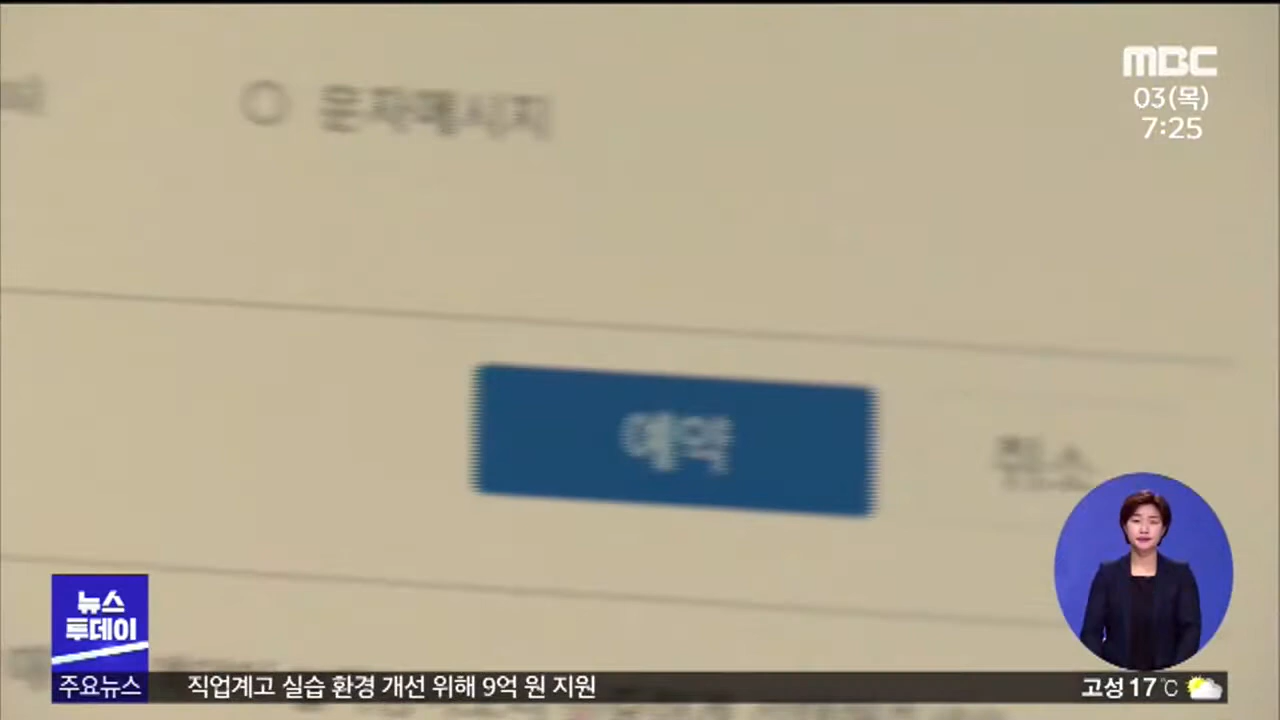 MBC
03(목)
7:25
문자메시지
예약
취소
뉴스
투데이
주요뉴스
직업계고 실습 환경 개선 위해 9억 원 지원
고성 17℃